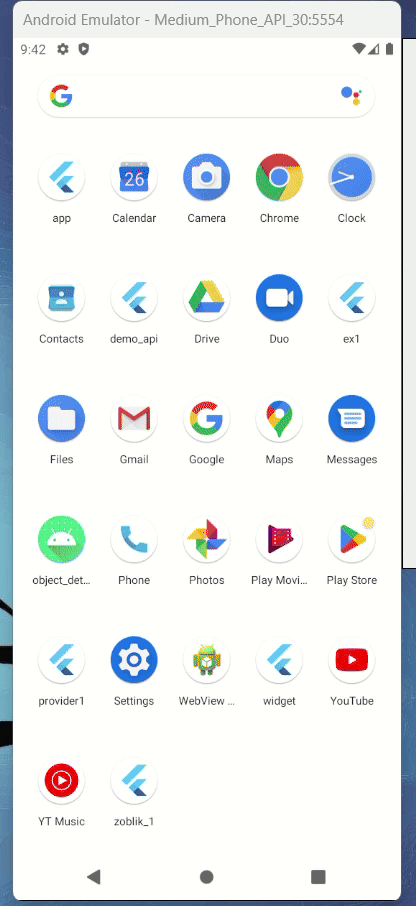 Android Emulator - Medium_Phone_API_30:5554
9:42
app Calendar Camera Chrome Clock
26
Contacts demo_api Drive Duo ex1
Files Gmail Google Maps Messages
object_det... Phone Photos Play Movi... Play Store
provider1 Settings WebView ... widget YouTube
YT Music zoblik_1